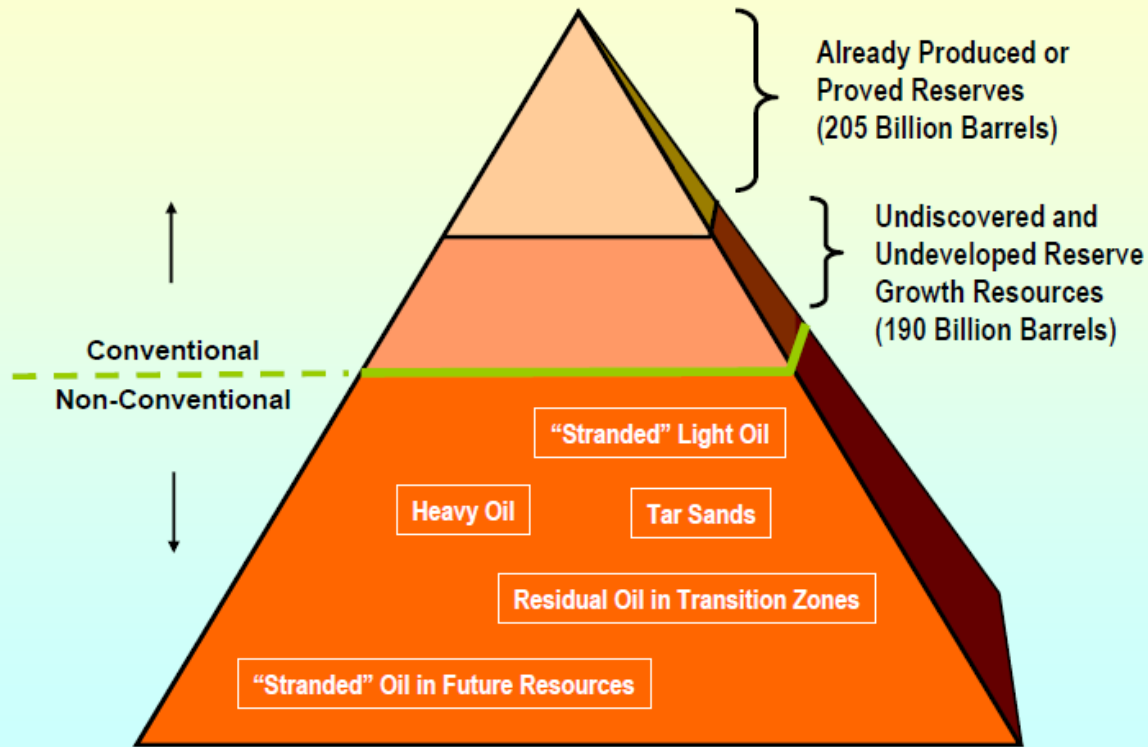 Already Produced or
Proved Reserves
(205 Billion Barrels)
Undiscovered and
Undeveloped Reserve
Growth Resources
(190 Billion Barrels)
Conventional
Non-Conventional
“Stranded” Light Oil
Heavy Oil
Tar Sands
Residual Oil in Transition Zones
“Stranded” Oil in Future Resources